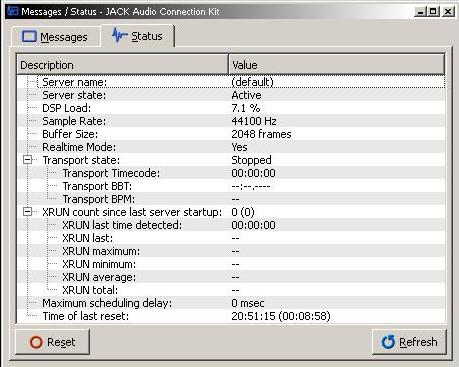 Messages / Status - JACK Audio Connection Kit
Messages Status
Description Value
Server name: (default)
Server state: Active
DSP Load: 7.1 %
Sample Rate: 44100 Hz
Buffer Size: 2048 frames
Realtime Mode: Yes
Transport state: Stopped
Transport Timecode: 00:00:00
Transport BBT: --:--.----
Transport BPM: --
XRUN count since last server startup: 0 (0)
XRUN last time detected: 00:00:00
XRUN last: --
XRUN maximum: --
XRUN minimum: --
XRUN average: --
XRUN total: --
Maximum scheduling delay: 0 msec
Time of last reset: 20:51:15 (00:08:58)
Reset Refresh